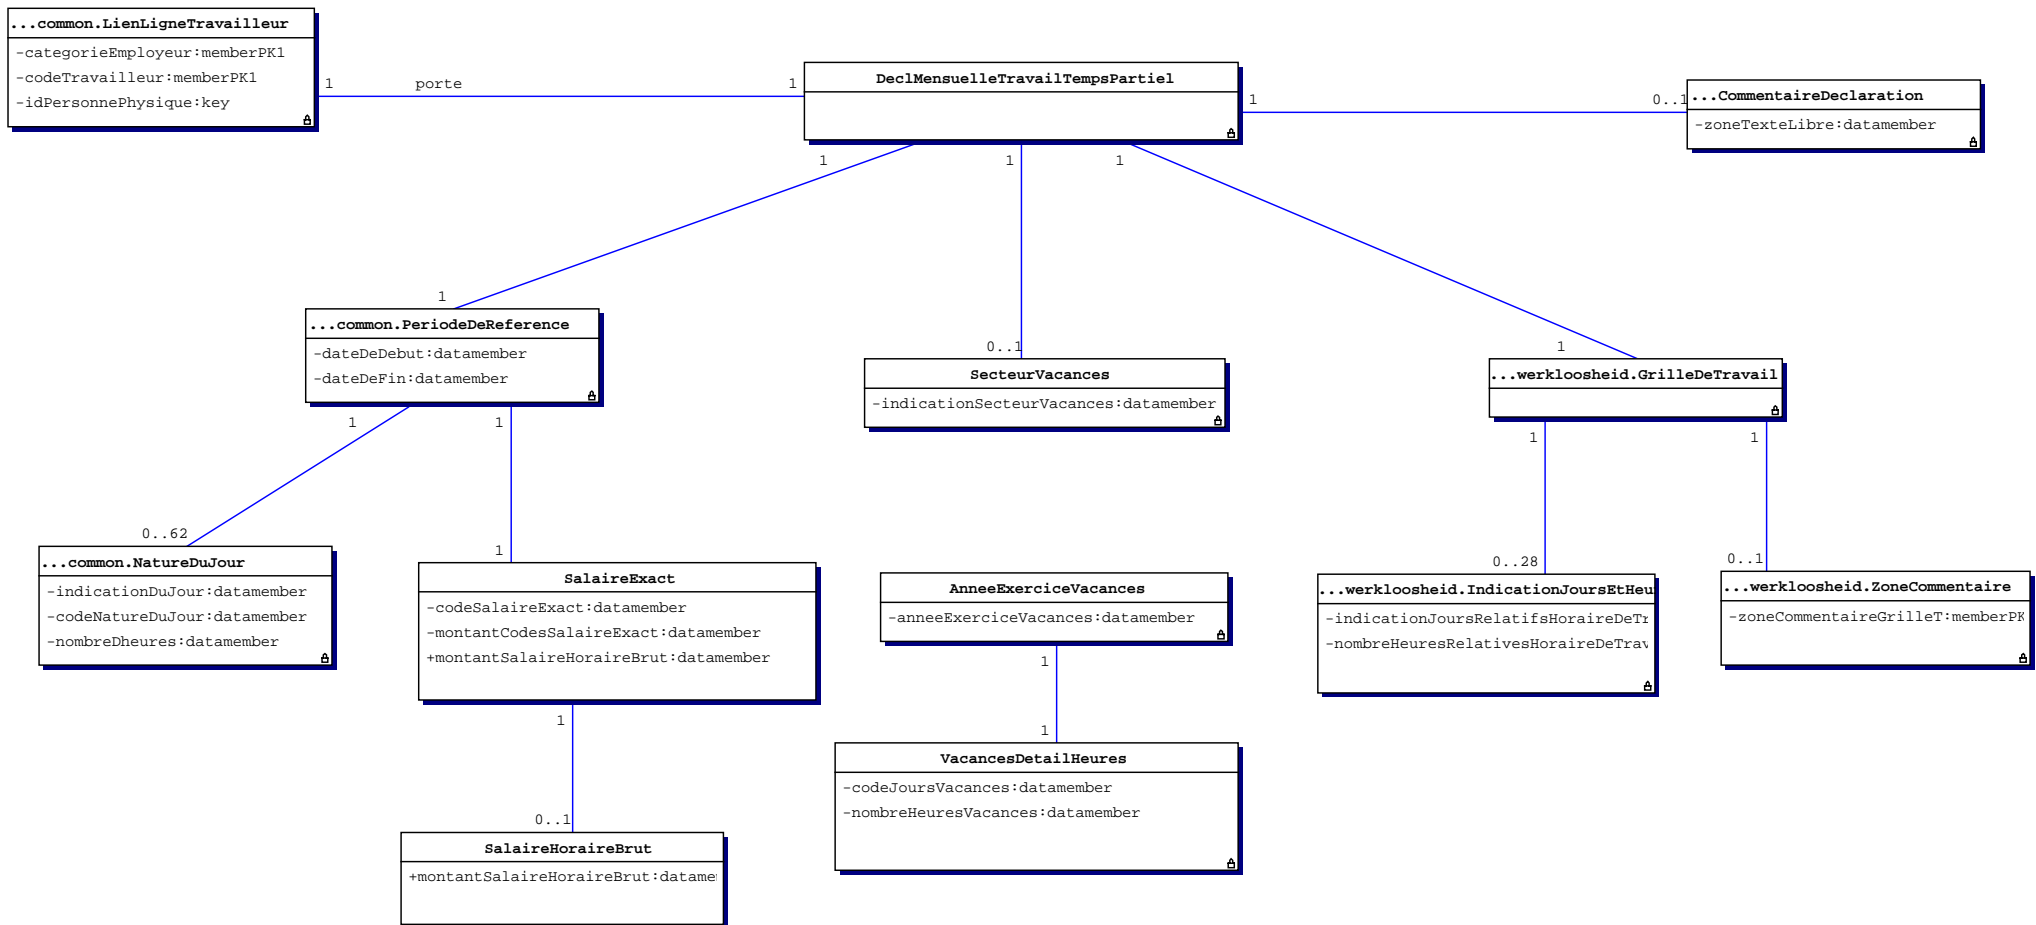 ...common.LienLigneTravailleur
-categorieEmployeur:memberPK1
-codeTravailleur:memberPK1
-idPersonnePhysique:key
1 porte 1
DeclMensuelleTravailTempsPartiel
1 0..1
...CommentaireDeclaration
-zoneTexteLibre:datamember
1 1 1
1
...common.PeriodeDeReference
-dateDeDebut:datamember
-dateDeFin:datamember
0..1
SecteurVacances
-indicationSecteurVacances:datamember
1
...werkloosheid.GrilleDeTravail
1 1
1 1
0..62
...common.NatureDuJour
-indicationDuJour:datamember
-codeNatureDuJour:datamember
-nombreDheures:datamember
1
SalaireExact
-codeSalaireExact:datamember
-montantCodesSalaireExact:datamember
+montantSalaireHoraireBrut:datamember
AnneeExerciceVacances
-anneeExerciceVacances:datamember
0..28
...werkloosheid.IndicationJoursEtHeu
-indicationJoursRelatifsHoraireDeTr
-nombreHeuresRelativesHoraireDeTrav
0..1
...werkloosheid.ZoneCommentaire
-zoneCommentaireGrilleT:memberPK
1
1
1
VacancesDetailHeures
-codeJoursVacances:datamember
-nombreHeuresVacances:datamember
0..1
SalaireHoraireBrut
+montantSalaireHoraireBrut:datame